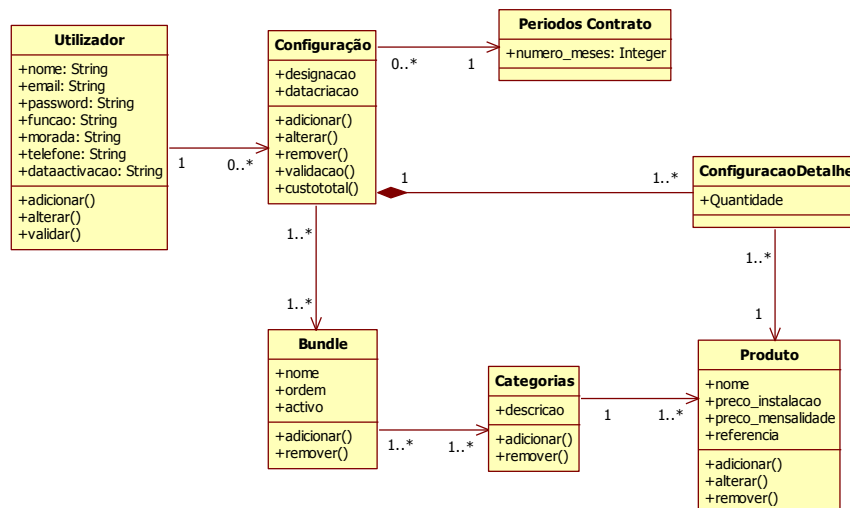 Utilizador
+nome: String
+email: String
+password: String
+funcao: String
+morada: String
+telefone: String
+dataactivacao: String
+adicionar()
+alterar()
+validar()
1
0..*
Configuração
+designacao
+datacriacao
+adicionar()
+alterar()
+remover()
+validacao()
+custototal()
0..*
1
Periodos Contrato
+numero_meses: Integer
1
1..*
ConfiguracaoDetalhe
+Quantidade
1..*
1..*
1..*
1
Bundle
+nome
+ordem
+activo
+adicionar()
+remover()
1..*
1..*
Categorias
+descricao
+adicionar()
+remover()
1
1..*
Produto
+nome
+preco_instalacao
+preco_mensalidade
+referencia
+adicionar()
+alterar()
+remover()